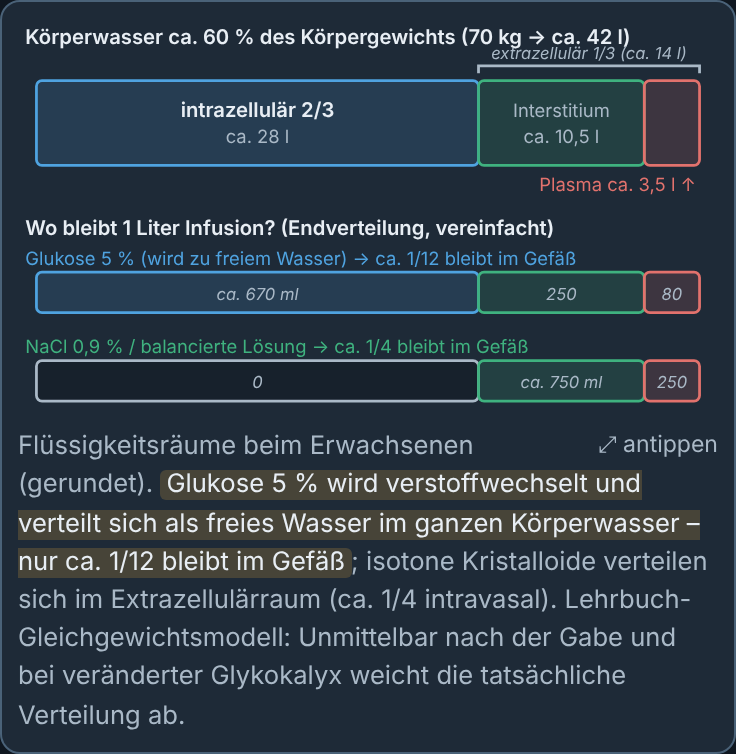 Körperwasser ca. 60 % des Körpergewichts (70 kg → ca. 42 l)
extrazellulär 1/3 (ca. 14 l)
intrazellulär 2/3
ca. 28 l
Interstitium
ca. 10,5 l
Plasma ca. 3,5 l ↑
Wo bleibt 1 Liter Infusion? (Endverteilung, vereinfacht)
Glukose 5 % (wird zu freiem Wasser) → ca. 1/12 bleibt im Gefäß
ca. 670 ml
250
80
NaCl 0,9 % / balancierte Lösung → ca. 1/4 bleibt im Gefäß
0
ca. 750 ml
250
Flüssigkeitsräume beim Erwachsenen
⤢ antippen
(gerundet). Glukose 5 % wird verstoffwechselt und
verteilt sich als freies Wasser im ganzen Körperwasser –
nur ca. 1/12 bleibt im Gefäß; isotone Kristalloide verteilen
sich im Extrazellulärraum (ca. 1/4 intravasal). Lehrbuch-
Gleichgewichtsmodell: Unmittelbar nach der Gabe und
bei veränderter Glykokalyx weicht die tatsächliche
Verteilung ab.